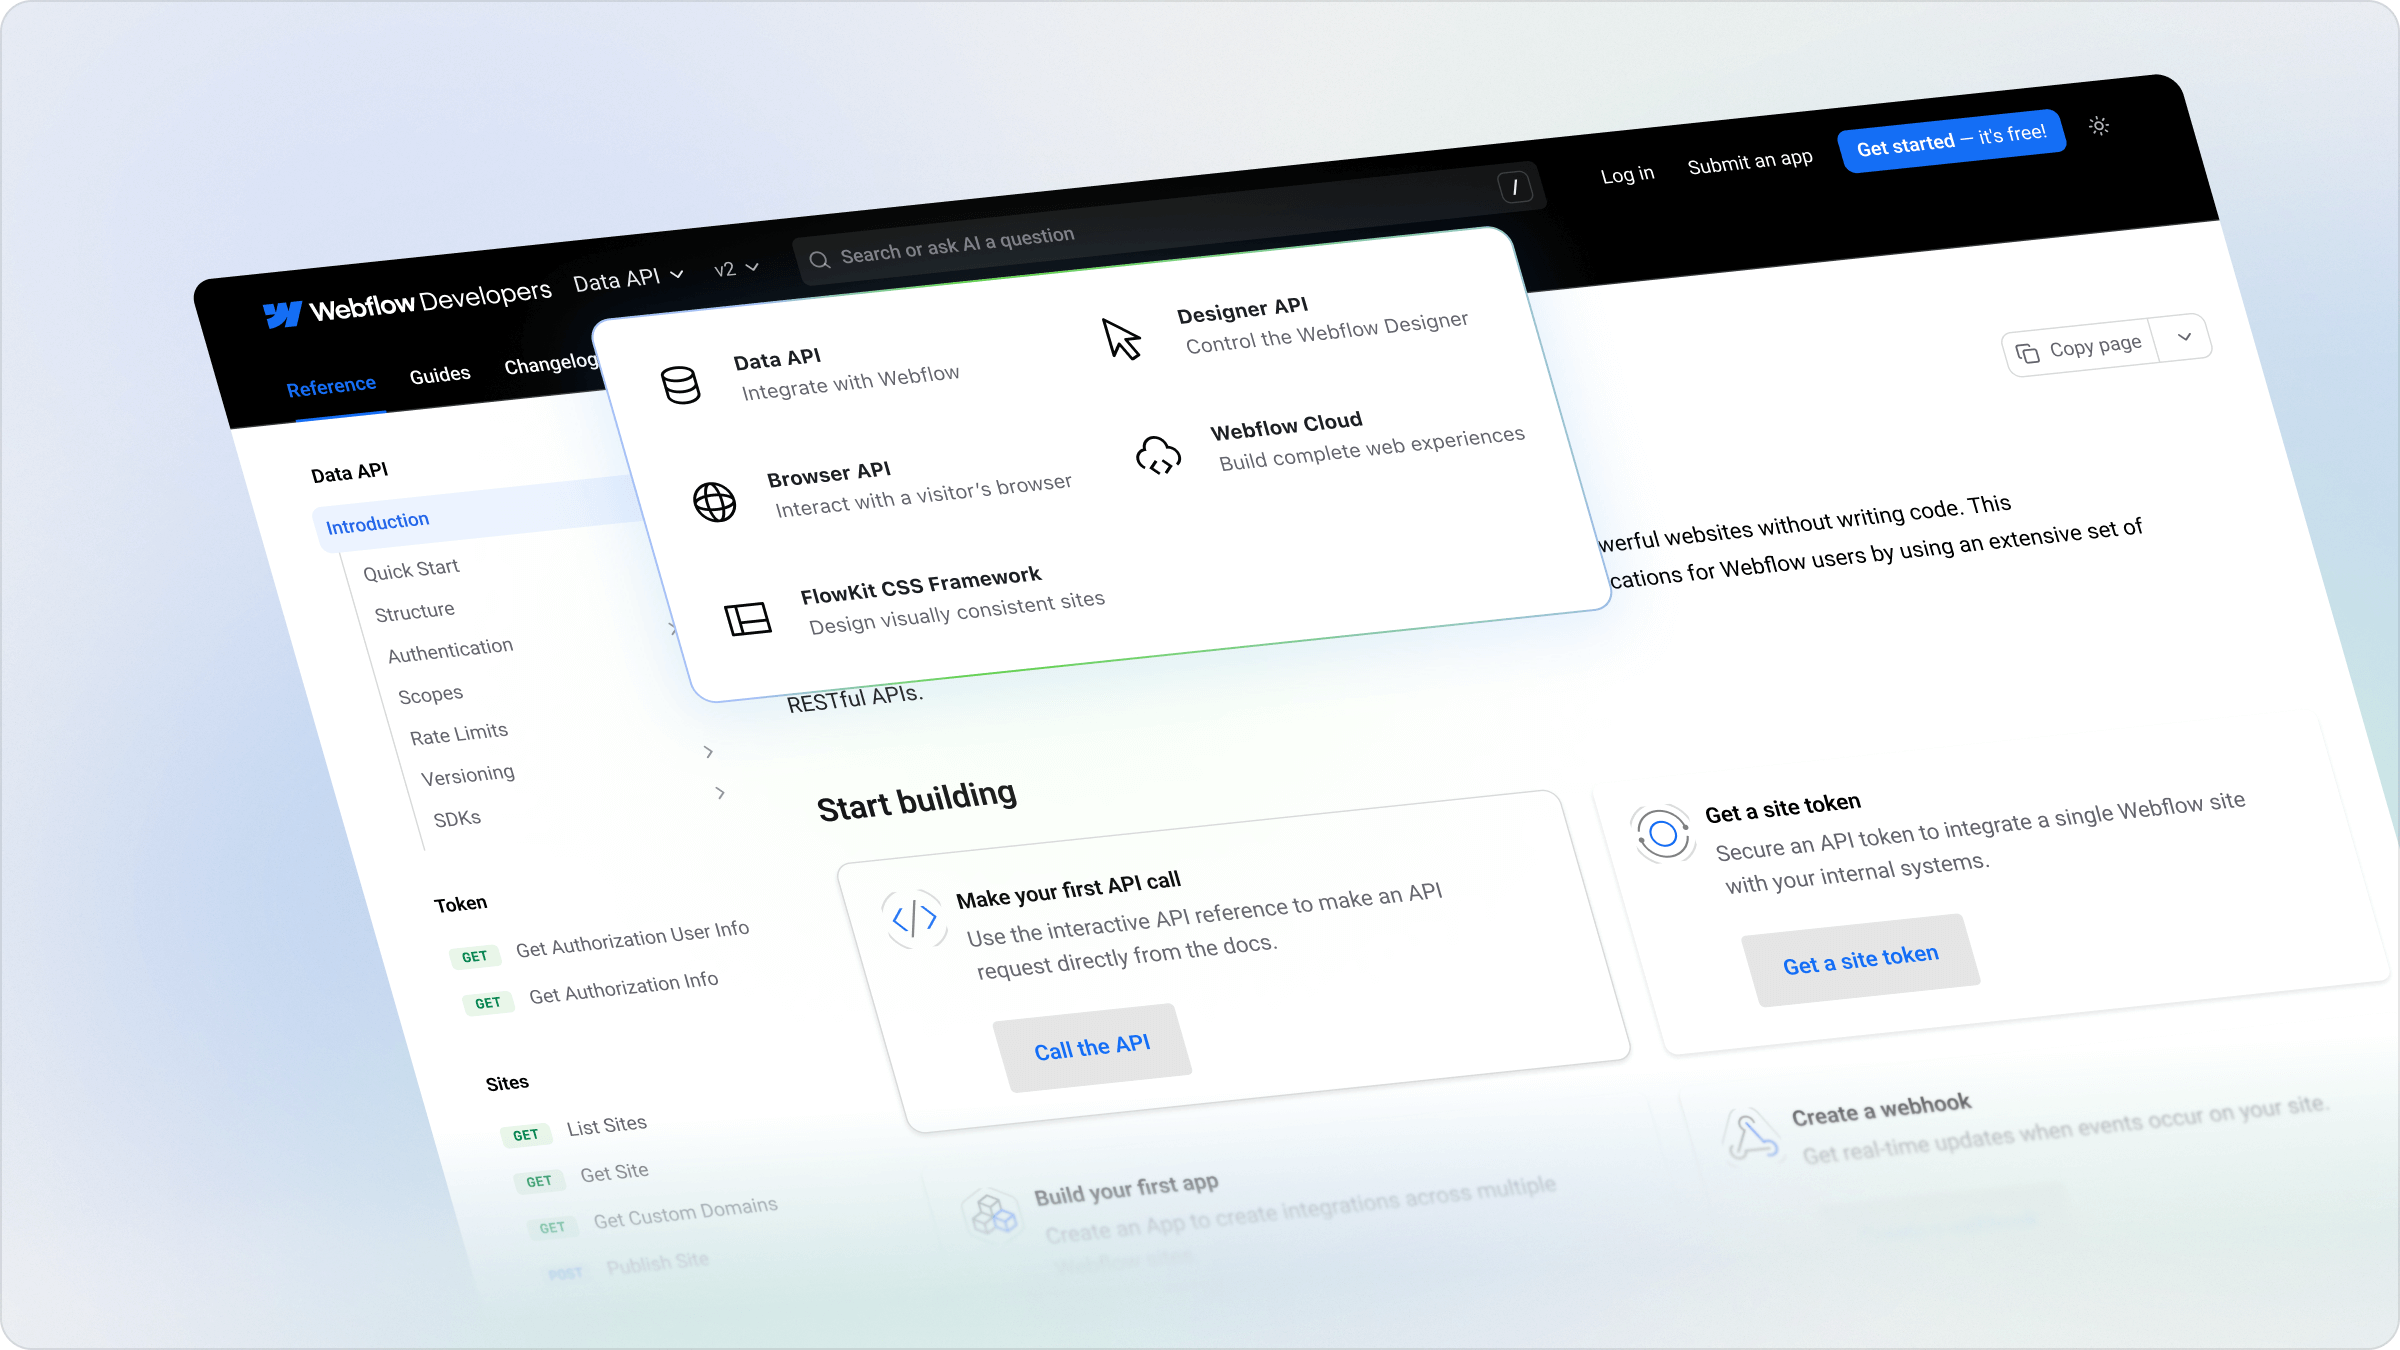 Webflow Developers
Data API
v2
Search or ask AI a question
/
Log in
Submit an app
Get started – it's free!
Reference
Guides
Changelog
Data API
Integrate with Webflow
Designer API
Control the Webflow Designer
Browser API
Interact with a visitor's browser
Webflow Cloud
Build complete web experiences
FlowKit CSS Framework
Design visually consistent sites
Copy page
Data API
Introduction
Quick Start
Structure
Authentication
Scopes
Rate Limits
Versioning
SDKs
Token
GET Get Authorization User Info
GET Get Authorization Info
Sites
GET List Sites
GET Get Site
GET Get Custom Domains
POST Publish Site
werful websites without writing code. This
cations for Webflow users by using an extensive set of
RESTful APIs.
Start building
Make your first API call
Use the interactive API reference to make an API
request directly from the docs.
Call the API
Get a site token
Secure an API token to integrate a single Webflow site
with your internal systems.
Get a site token
Build your first app
Create an App to create integrations across multiple
Webflow sites
Create a webhook
Get real-time updates when events occur on your site.